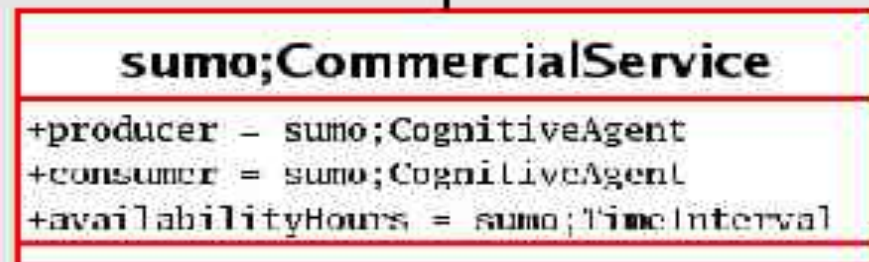 sumo;CommercialService
+producer = sumo;CognitiveAgent
+consumer = sumo;CognitiveAgent
+availabilityHours = sumo;TimeInterval